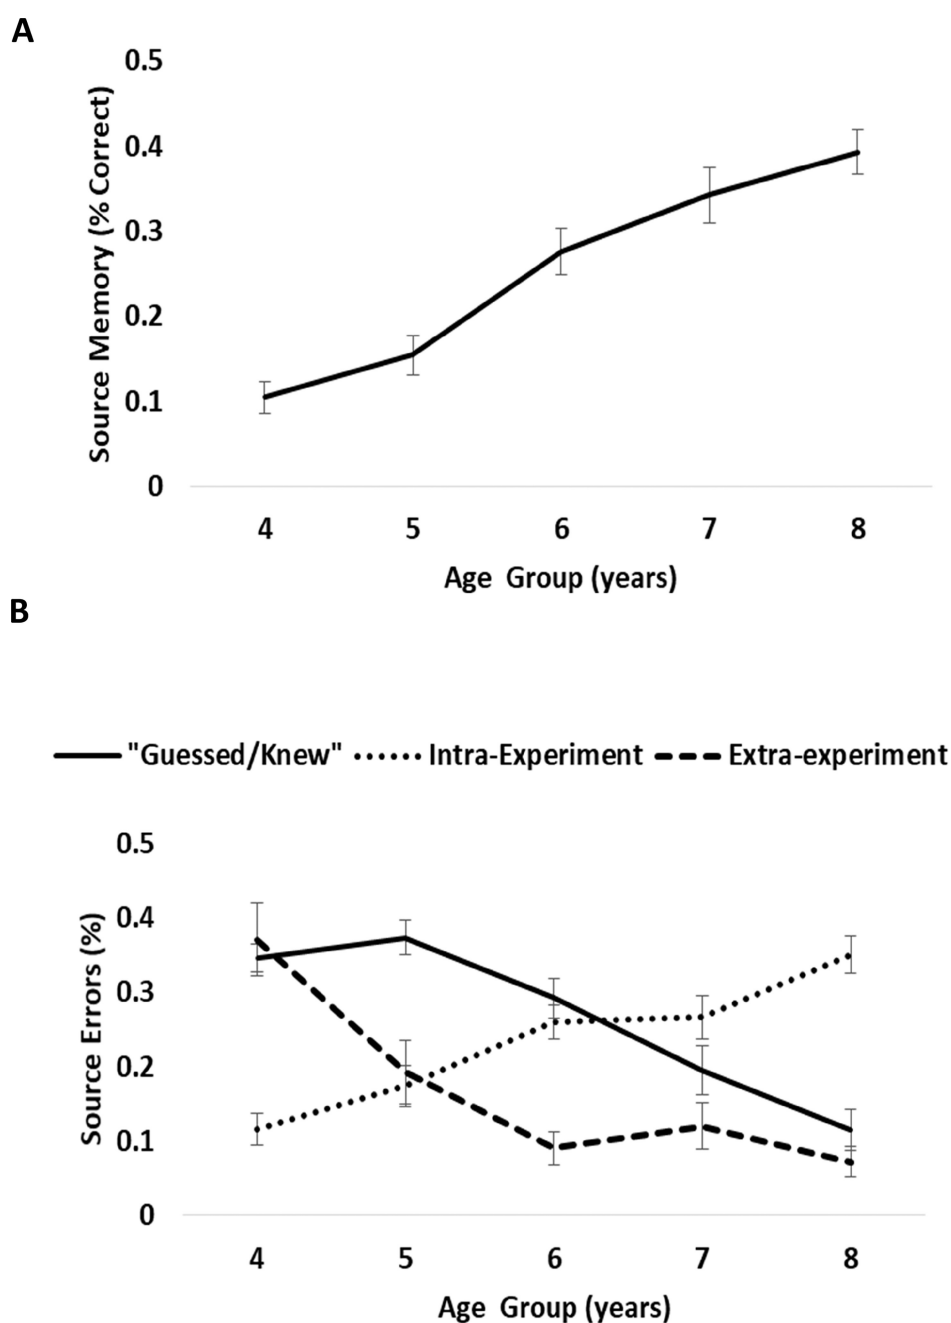 A
0.5
0.4
0.3
0.2
0.1
0
Source Memory (% Correct)
4 5 6 7 8
Age Group (years)
B
"Guessed/Knew" Intra-Experiment Extra-experiment
0.5
0.4
0.3
0.2
0.1
0
Source Errors (%)
4 5 6 7 8
Age Group (years)